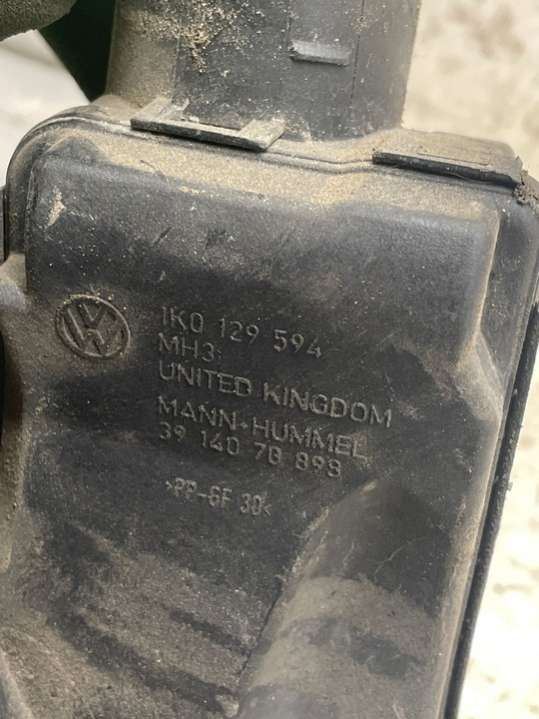 1K0 129 594
MH3
UNITED KINGDOM
MANN+HUMMEL
39 140 70 898
>PP-GF 30<